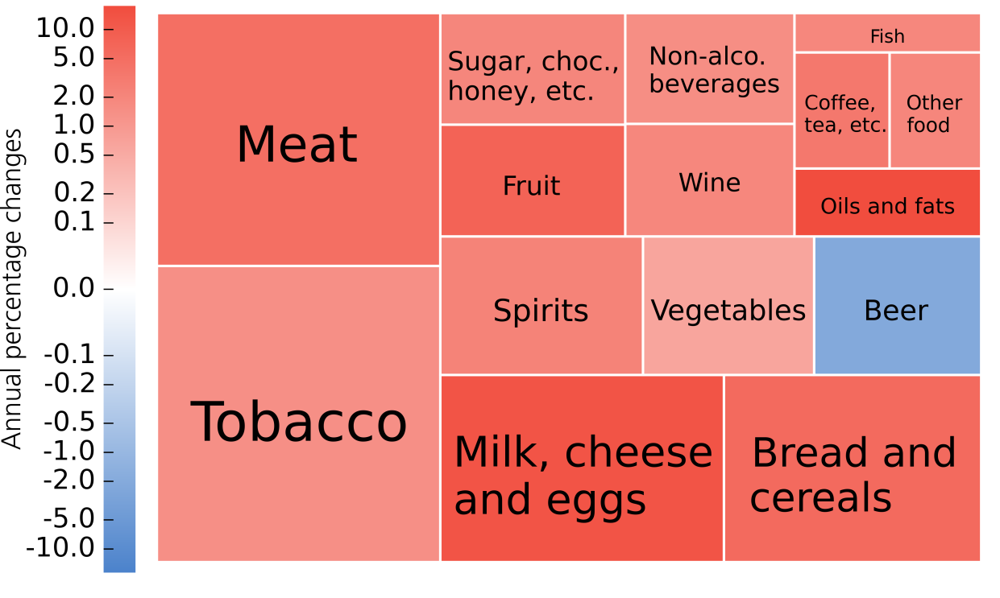 Annual percentage changes
10.0
5.0
2.0
1.0
0.5
0.2
0.1
0.0
-0.1
-0.2
-0.5
-1.0
-2.0
-5.0
-10.0
Meat
Tobacco
Sugar, choc.,
honey, etc.
Non-alco.
beverages
Fish
Coffee,
tea, etc.
Other
food
Fruit
Wine
Oils and fats
Spirits
Vegetables
Beer
Milk, cheese
and eggs
Bread and
cereals